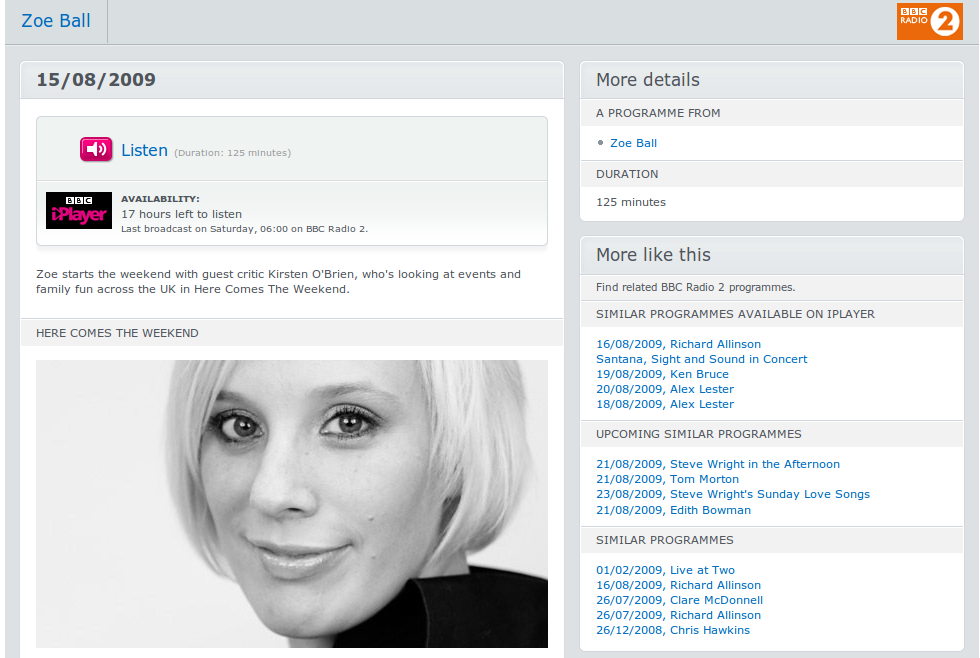 Zoe Ball
BBC
RADIO 2
15/08/2009
Listen (Duration: 125 minutes)
BBC
iPlayer
AVAILABILITY:
17 hours left to listen
Last broadcast on Saturday, 06:00 on BBC Radio 2.
Zoe starts the weekend with guest critic Kirsten O'Brien, who's looking at events and
family fun across the UK in Here Comes The Weekend.
HERE COMES THE WEEKEND
More details
A PROGRAMME FROM
Zoe Ball
DURATION
125 minutes
More like this
Find related BBC Radio 2 programmes.
SIMILAR PROGRAMMES AVAILABLE ON IPLAYER
16/08/2009, Richard Allinson
Santana, Sight and Sound in Concert
19/08/2009, Ken Bruce
20/08/2009, Alex Lester
18/08/2009, Alex Lester
UPCOMING SIMILAR PROGRAMMES
21/08/2009, Steve Wright in the Afternoon
21/08/2009, Tom Morton
23/08/2009, Steve Wright's Sunday Love Songs
21/08/2009, Edith Bowman
SIMILAR PROGRAMMES
01/02/2009, Live at Two
16/08/2009, Richard Allinson
26/07/2009, Clare McDonnell
26/07/2009, Richard Allinson
26/12/2008, Chris Hawkins